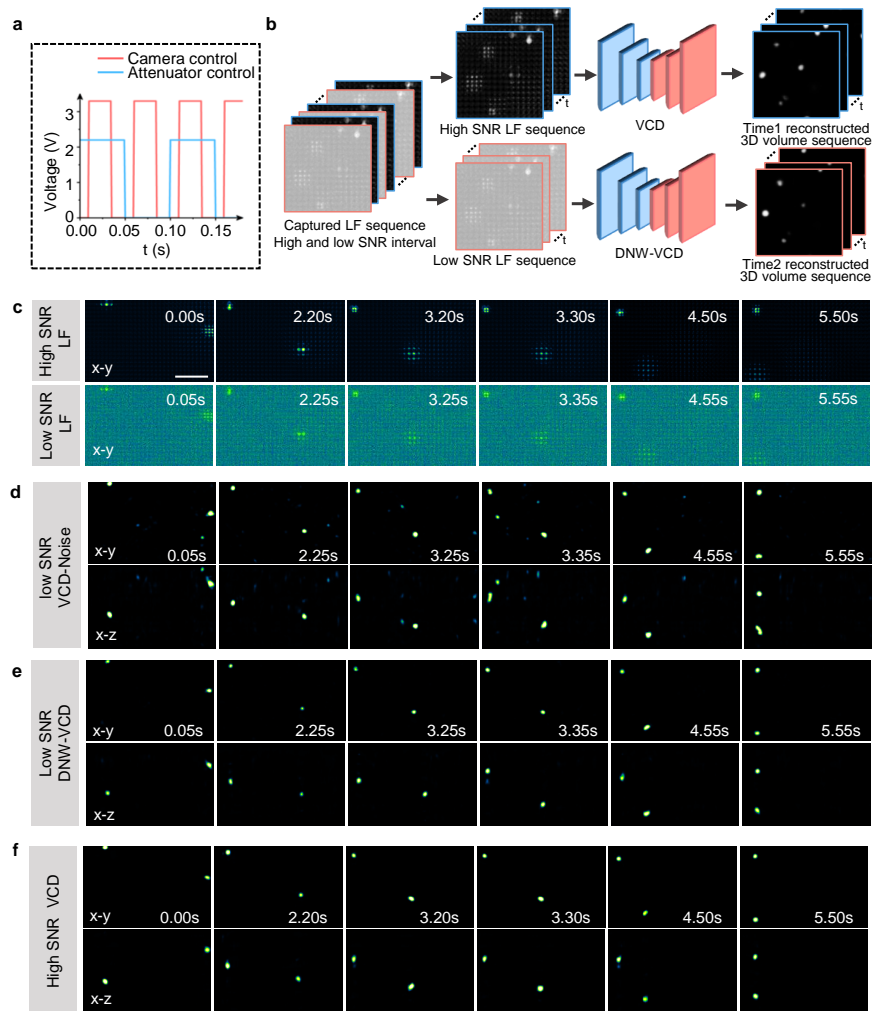 a
Camera control
Attenuator control
Voltage (V)
3
2
1
0
0.00 0.05 0.10 0.15
t (s)
b
Captured LF sequence
High and low SNR interval
t
High SNR LF sequence
VCD
Time1 reconstructed
3D volume sequence
t
Low SNR LF sequence
DNW-VCD
Time2 reconstructed
3D volume sequence
c
High SNR
LF
x-y
0.00s 2.20s 3.20s 3.30s 4.50s 5.50s
Low SNR
LF
x-y
0.05s 2.25s 3.25s 3.35s 4.55s 5.55s
d
low SNR
VCD-Noise
x-y
0.05s 2.25s 3.25s 3.35s 4.55s 5.55s
x-z
e
Low SNR
DNW-VCD
x-y
0.05s 2.25s 3.25s 3.35s 4.55s 5.55s
x-z
f
High SNR VCD
x-y
0.00s 2.20s 3.20s 3.30s 4.50s 5.50s
x-z